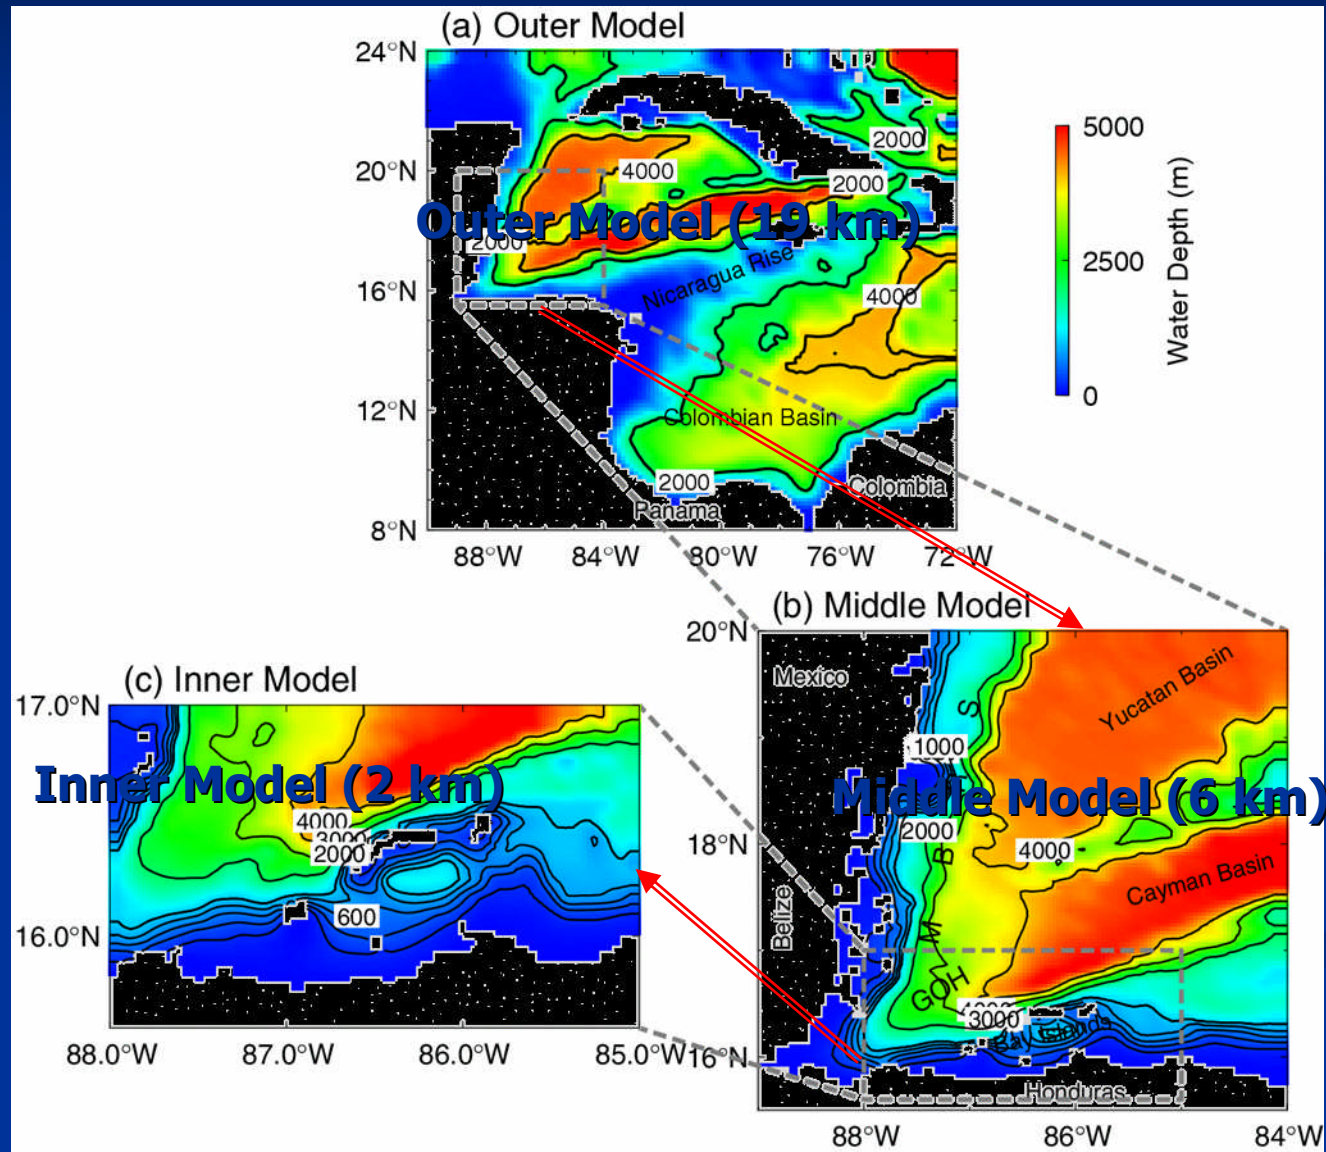 (a) Outer Model
24°N
20°N
16°N
12°N
8°N
88°W 84°W 80°W 76°W 72°W
2000
4000
2000
Outer Model (19 km)
2000
Nicaragua Rise
4000
Colombian Basin
2000
Colombia
Panama
5000
2500
0
Water Depth (m)
(b) Middle Model
20°N
18°N
16°N
88°W 86°W 84°W
Mexico
Yucatan Basin
S
1000
Middle Model (6 km)
2000
B
4000
Cayman Basin
Belize
M
GOH
4000
3000
Bay Islands
Honduras
(c) Inner Model
17.0°N
16.0°N
88.0°W 87.0°W 86.0°W 85.0°W
Inner Model (2 km)
4000
3000
2000
600